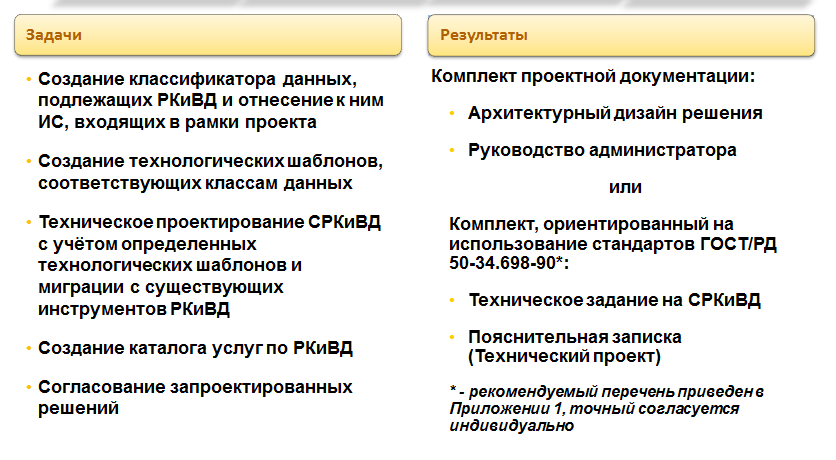 Задачи
• Создание классификатора данных,
подлежащих РКиВД и отнесение к ним
ИС, входящих в рамки проекта
• Создание технологических шаблонов,
соответствующих классам данных
• Техническое проектирование СРКиВД
с учётом определенных
технологических шаблонов и
миграции с существующих
инструментов РКиВД
• Создание каталога услуг по РКиВД
• Согласование запроектированных
решений
Результаты
Комплект проектной документации:
• Архитектурный дизайн решения
• Руководство администратора
или
Комплект, ориентированный на
использование стандартов ГОСТ/РД
50-34.698-90*:
• Техническое задание на СРКиВД
• Пояснительная записка
(Технический проект)
* - рекомендуемый перечень приведен в
Приложении 1, точный согласуется
индивидуально